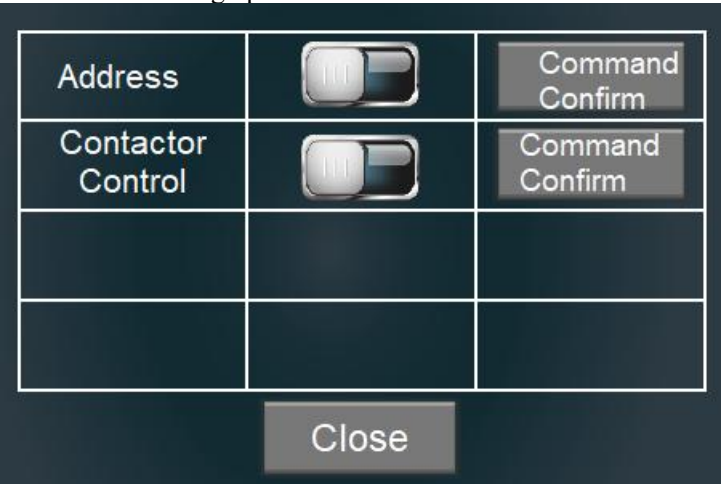 Address
Command
Confirm
Contactor
Control
Command
Confirm
Close